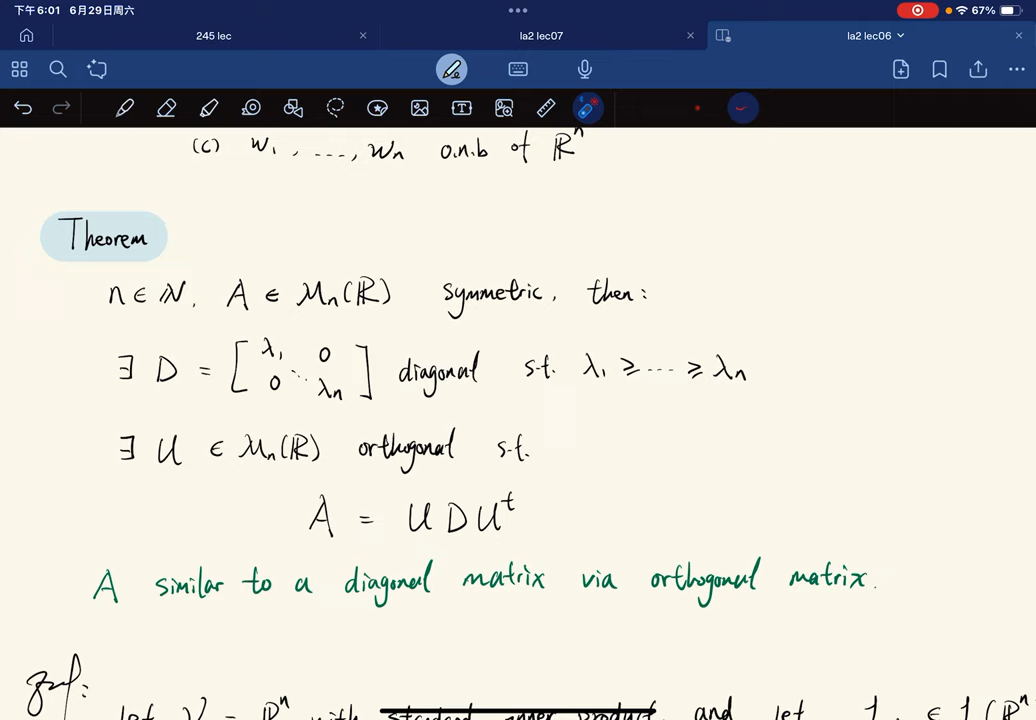 下午6:01 6月29日周六
67%
245 lec
la2 lec07
la2 lec06
(c) w₁, ...., wₙ o.n.b of ℝⁿ
Theorem
n ∈ ℕ, A ∈ Mₙ(ℝ) symmetric, then:
∃ D = [λ₁ 0 ⋱ 0 λₙ] diagonal s.t. λ₁ ≥ ... ≥ λₙ
∃ U ∈ Mₙ(ℝ) orthogonal s.t.
A = U D Uᵗ
A similar to a diagonal matrix via orthogonal matrix.
let V = ℝⁿ with standard inner product, and let